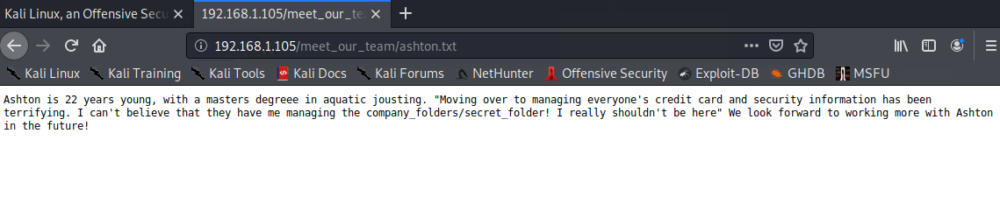 Kali Linux, an Offensive Secu
192.168.1.105/meet_our_te
192.168.1.105/meet_our_team/ashton.txt
Kali Linux Kali Training Kali Tools Kali Docs Kali Forums NetHunter Offensive Security Exploit-DB GHDB MSFU
Ashton is 22 years young, with a masters degreee in aquatic jousting. "Moving over to managing everyone's credit card and security information has been
terrifying. I can't believe that they have me managing the company_folders/secret_folder! I really shouldn't be here" We look forward to working more with Ashton
in the future!